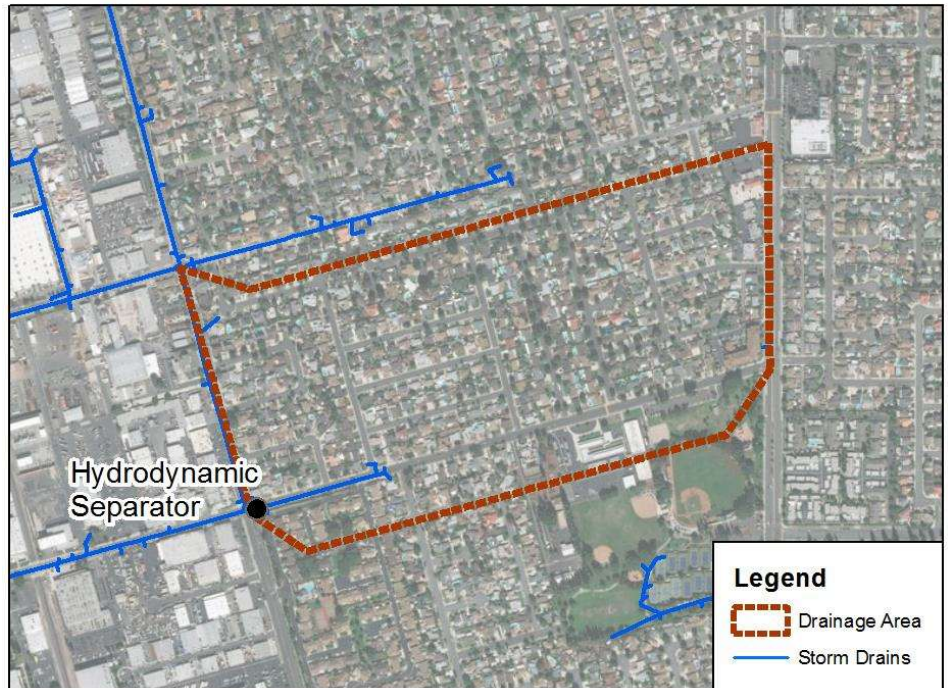 Hydrodynamic
Separator
Legend
Drainage Area
Storm Drains